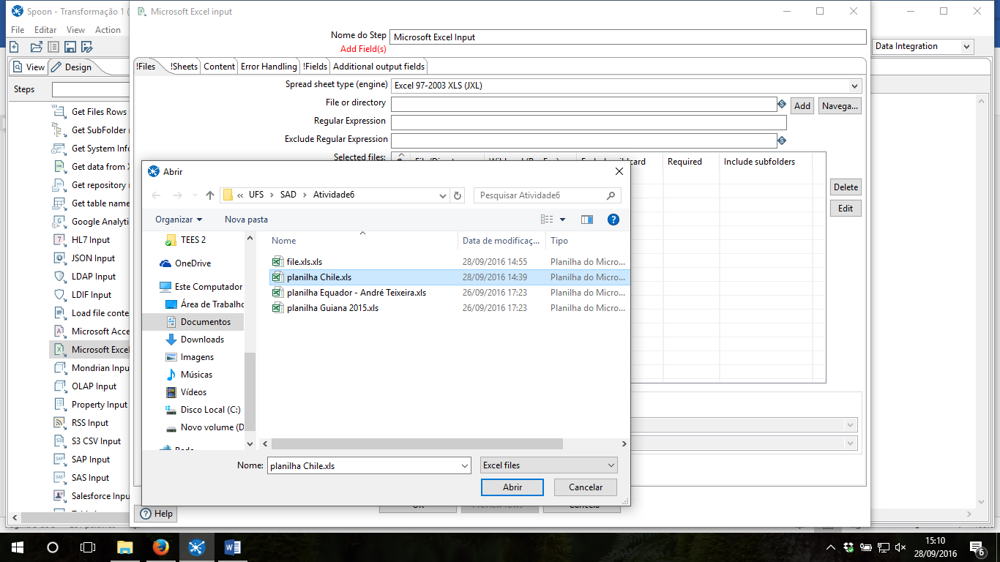 Spoon - Transformação 1 (
Microsoft Excel input
File Editar View Action
Nome do Step Microsoft Excel Input
Add Field(s)
Data Integration
View Design
!Files !Sheets Content Error Handling !Fields Additional output fields
Steps
Spread sheet type (engine) Excel 97-2003 XLS (JXL)
File or directory Add Navega...
Regular Expression
Exclude Regular Expression
Selected files:
Required Include subfolders
Delete
Edit
Get Files Rows
Get SubFolder
Get System Info
Get data from X
Get repository
Get table name
Google Analyti
HL7 Input
JSON Input
LDAP Input
LDIF Input
Load file conte
Microsoft Acce
Microsoft Excel
Mondrian Inpu
OLAP Input
Property Input
RSS Input
S3 CSV Input
SAP Input
SAS Input
Salesforce Inpu
Abrir
« UFS > SAD > Atividade6
Pesquisar Atividade6
Organizar Nova pasta
TEES 2
OneDrive
Este Computador
Área de Trabalho
Documentos
Downloads
Imagens
Músicas
Vídeos
Disco Local (C:)
Novo volume (D
Nome Data de modificaç... Tipo
file.xls.xls 28/09/2016 14:55 Planilha do Micro...
planilha Chile.xls 28/09/2016 14:39 Planilha do Micro...
planilha Equador - André Teixeira.xls 26/09/2016 17:23 Planilha do Micro...
planilha Guiana 2015.xls 26/09/2016 17:23 Planilha do Micro...
Nome: planilha Chile.xls Excel files
Abrir Cancelar
Help
15:10
28/09/2016
6